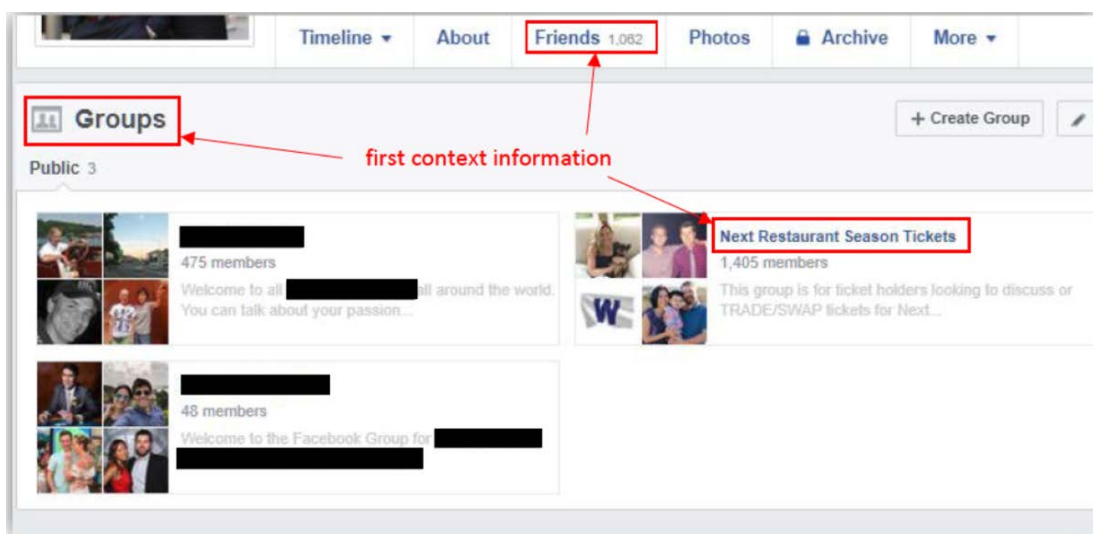 Timeline About Friends 1,062 Photos Archive More
Groups
+ Create Group
first context information
Public 3
475 members
Welcome to all all around the world.
You can talk about your passion...
Next Restaurant Season Tickets
1,405 members
This group is for ticket holders looking to discuss or
TRADE/SWAP tickets for Next...
W
48 members
Welcome to the Facebook Group for